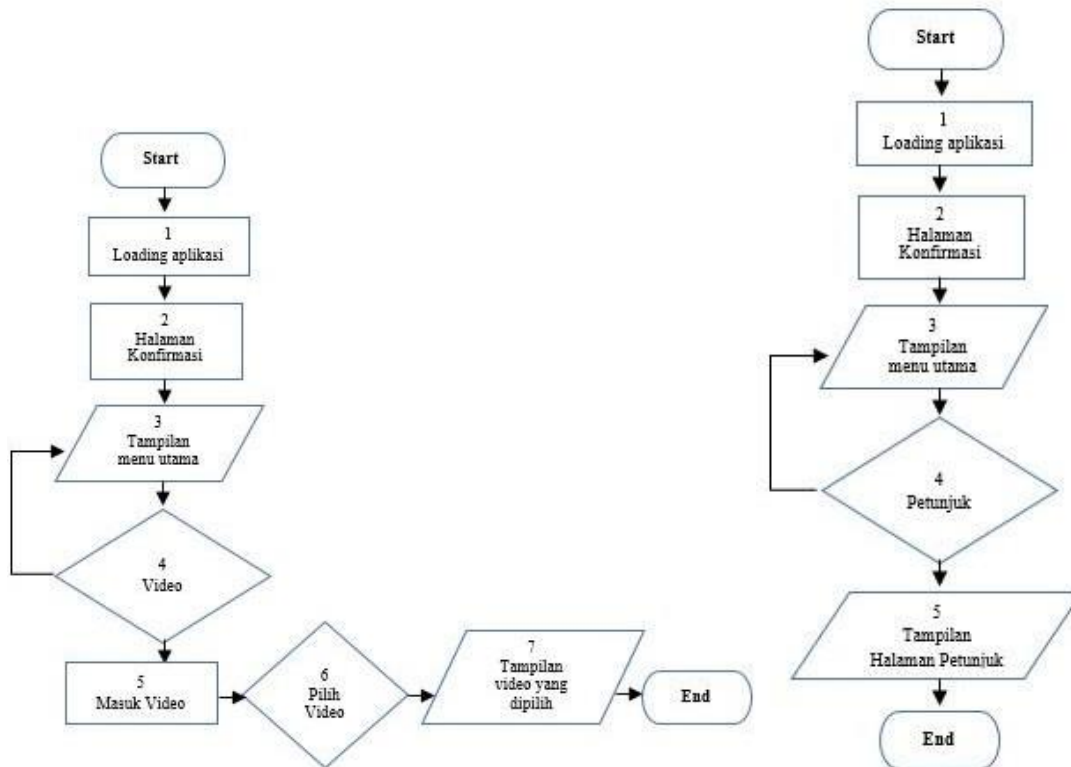 Start
1
Loading aplikasi
2
Halaman
Konfirmasi
3
Tampilan
menu utama
4
Video
5
Masuk Video
6
Pilih
Video
7
Tampilan
video yang
dipilih
End
Start
1
Loading aplikasi
2
Halaman
Konfirmasi
3
Tampilan
menu utama
4
Petunjuk
5
Tampilan
Halaman Petunjuk
End